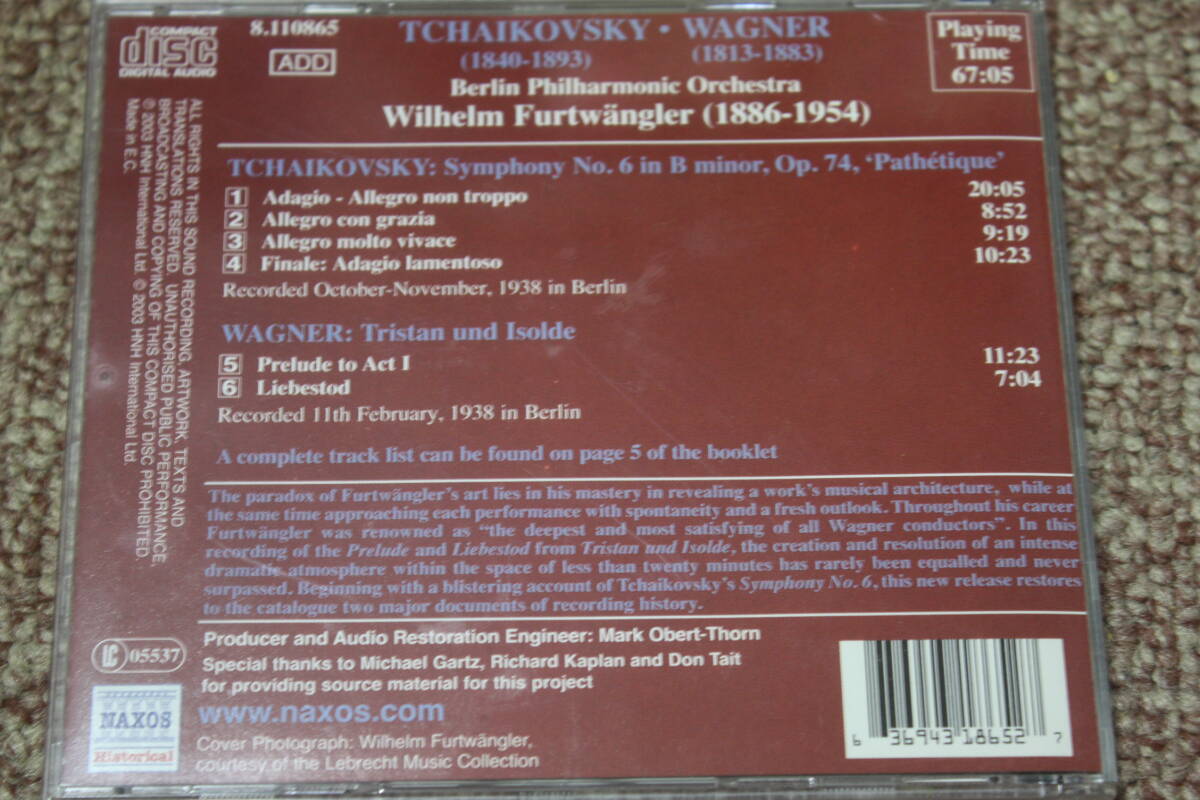 COMPACT
disc
DIGITAL AUDIO
8.110865
ADD
TCHAIKOVSKY • WAGNER
(1840-1893) (1813-1883)
Berlin Philharmonic Orchestra
Wilhelm Furtwängler (1886-1954)
Playing
Time
67:05
TCHAIKOVSKY: Symphony No. 6 in B minor, Op. 74, ‘Pathétique’
1 Adagio - Allegro non troppo 20:05
2 Allegro con grazia 8:52
3 Allegro molto vivace 9:19
4 Finale: Adagio lamentoso 10:23
Recorded October-November, 1938 in Berlin
WAGNER: Tristan und Isolde
5 Prelude to Act I 11:23
6 Liebestod 7:04
Recorded 11th February, 1938 in Berlin
A complete track list can be found on page 5 of the booklet
The paradox of Furtwängler's art lies in his mastery in revealing a work's musical architecture, while at
the same time approaching each performance with spontaneity and a fresh outlook. Throughout his career
Furtwängler was renowned as “the deepest and most satisfying of all Wagner conductors”. In this
recording of the Prelude and Liebestod from Tristan und Isolde, the creation and resolution of an intense
dramatic atmosphere within the space of less than twenty minutes has rarely been equalled and never
surpassed. Beginning with a blistering account of Tchaikovsky's Symphony No. 6, this new release restores
to the catalogue two major documents of recording history.
Producer and Audio Restoration Engineer: Mark Obert-Thorn
Special thanks to Michael Gartz, Richard Kaplan and Don Tait
for providing source material for this project
www.naxos.com
Cover Photograph: Wilhelm Furtwängler,
courtesy of the Lebrecht Music Collection
ALL RIGHTS IN THIS SOUND RECORDING, ARTWORK, TEXTS AND
TRANSLATIONS RESERVED. UNAUTHORISED PUBLIC PERFORMANCE,
BROADCASTING AND COPYING OF THIS COMPACT DISC PROHIBITED.
℗ 2003 HNH International Ltd. © 2003 HNH International Ltd.
Made in E.C.
LC 05537
NAXOS
Historical
6 36943 18652 7